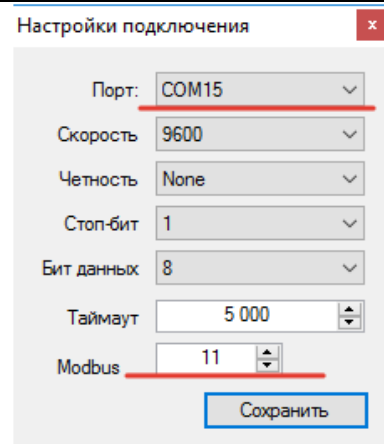 Настройки подключения x
Порт: COM15
Скорость 9600
Четность None
Стоп-бит 1
Бит данных 8
Таймаут 5 000
Modbus 11
Сохранить